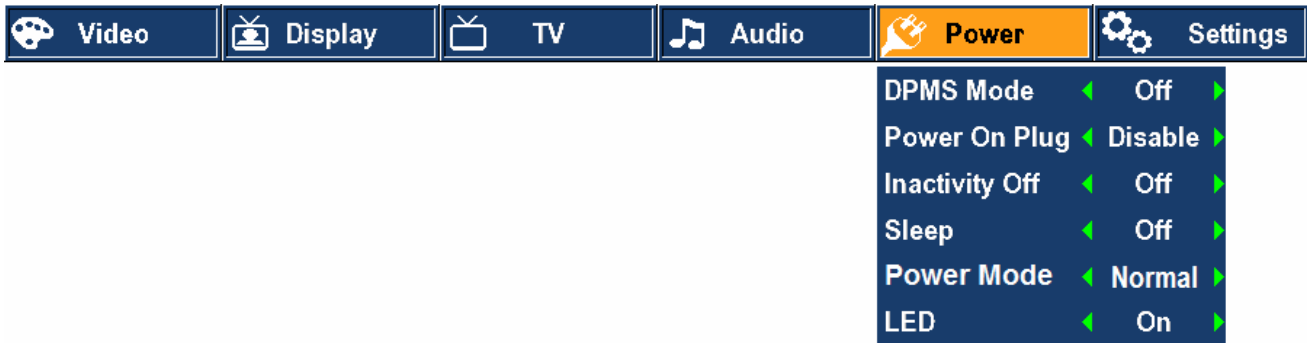 Video Display TV Audio Power Settings
DPMS Mode Off
Power On Plug Disable
Inactivity Off Off
Sleep Off
Power Mode Normal
LED On